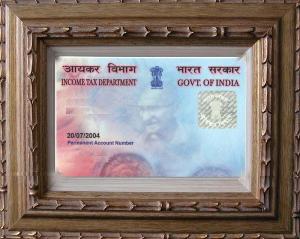 आयकर विभाग भारत सरकार
INCOME TAX DEPARTMENT GOVT. OF INDIA
20/07/2004
Permanent Account Number